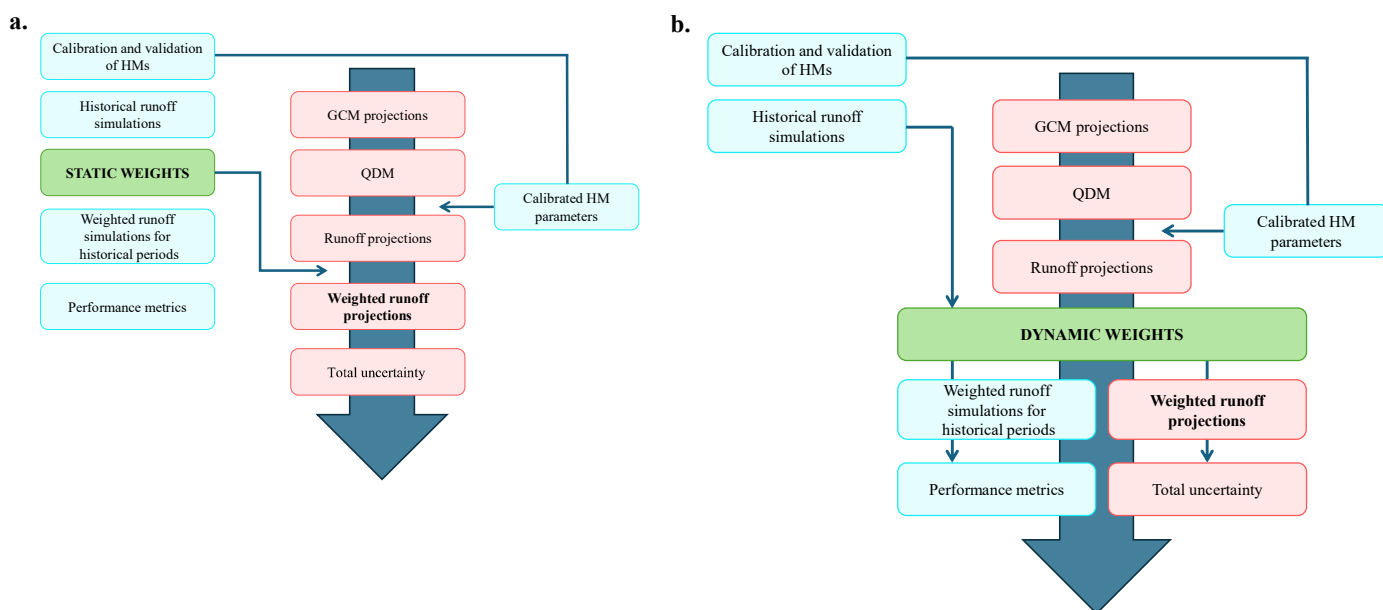 a.
Calibration and validation
of HMs
Historical runoff
simulations
STATIC WEIGHTS
Weighted runoff
simulations for
historical periods
Performance metrics
GCM projections
QDM
Calibrated HM
parameters
Runoff projections
Weighted runoff
projections
Total uncertainty
b.
Calibration and validation
of HMs
Historical runoff
simulations
GCM projections
QDM
Calibrated HM
parameters
Runoff projections
DYNAMIC WEIGHTS
Weighted runoff
simulations for
historical periods
Weighted runoff
projections
Performance metrics
Total uncertainty